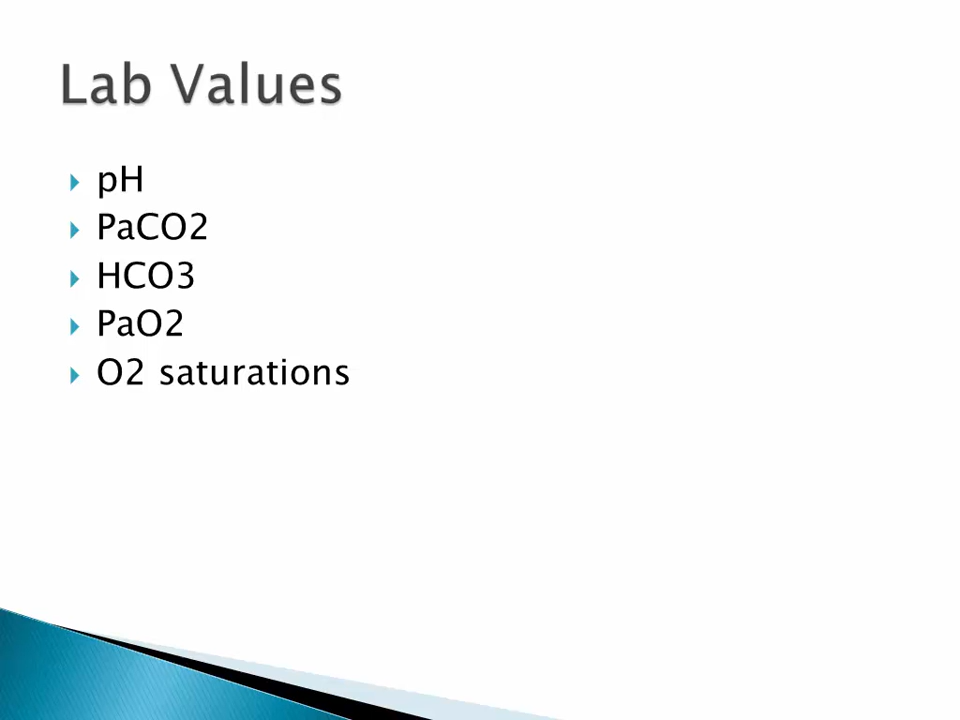 Lab Values
pH
PaCO2
HCO3
PaO2
O2 saturations